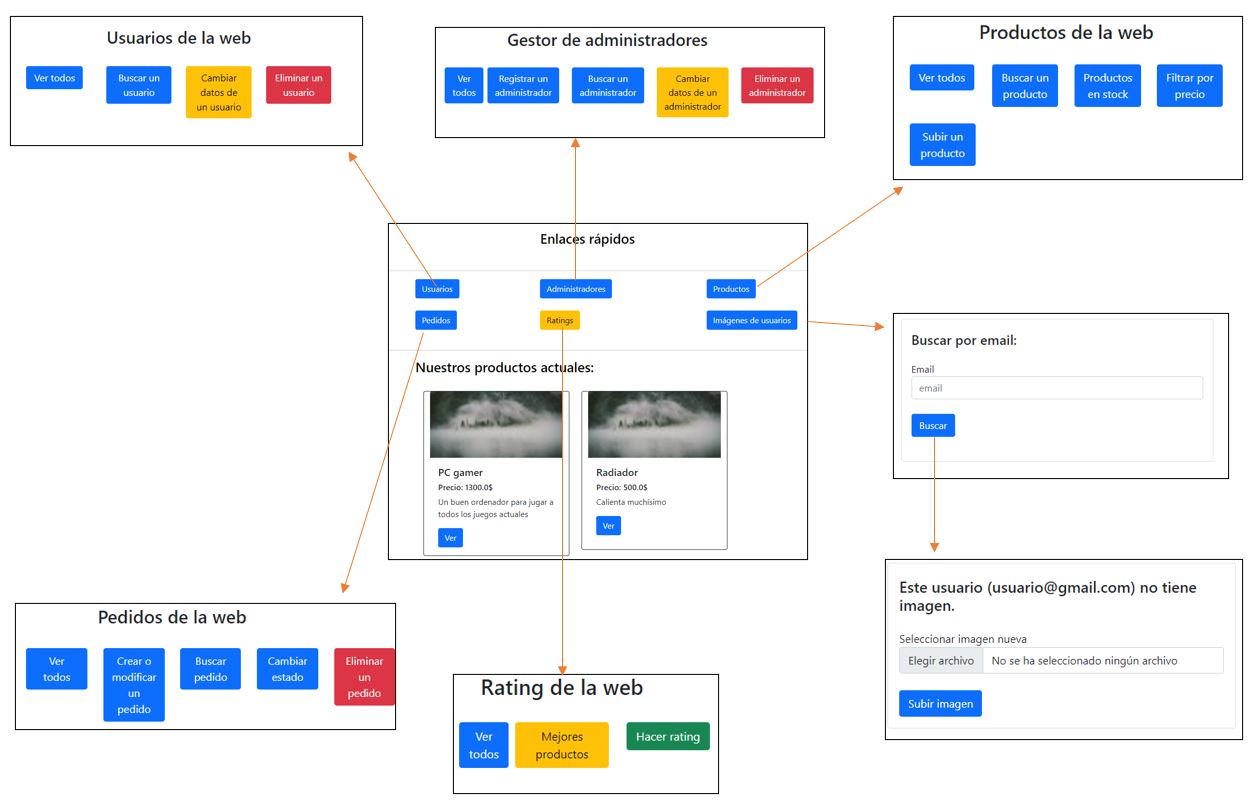 Usuarios de la web
Ver todos
Buscar un
usuario
Cambiar
datos de
un usuario
Eliminar un
usuario
Gestor de administradores
Ver
todos
Registrar un
administrador
Buscar un
administrador
Cambiar
datos de un
administrador
Eliminar un
administrador
Productos de la web
Ver todos
Buscar un
producto
Productos
en stock
Filtrar por
precio
Subir un
producto
Enlaces rápidos
Usuarios
Administradores
Productos
Pedidos
Ratings
Imágenes de usuarios
Nuestros productos actuales:
PC gamer
Precio: 1300.0$
Un buen ordenador para jugar a
todos los juegos actuales
Ver
Radiador
Precio: 500.0$
Calienta muchísimo
Ver
Buscar por email:
Email
email
Buscar
Este usuario (usuario@gmail.com) no tiene
imagen.
Seleccionar imagen nueva
Elegir archivo No se ha seleccionado ningún archivo
Subir imagen
Pedidos de la web
Ver
todos
Crear o
modificar
un
pedido
Buscar
pedido
Cambiar
estado
Eliminar
un
pedido
Rating de la web
Ver
todos
Mejores
productos
Hacer rating